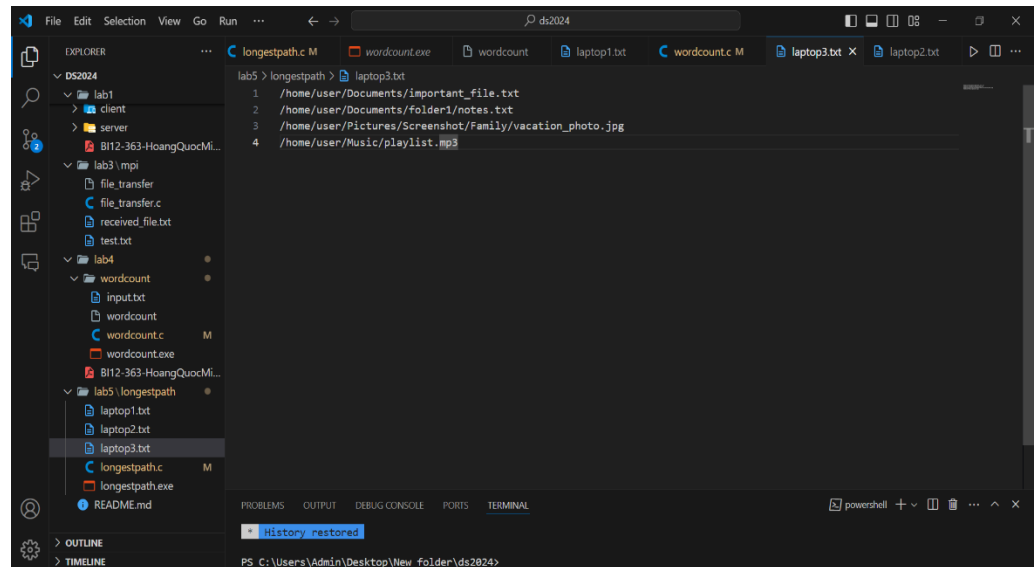 File Edit Selection View Go Run ··· ds2024
EXPLORER
DS2024
lab1
client
server
BI12-363-HoangQuocMi...
lab3 \ mpi
file_transfer
file_transfer.c
received_file.txt
test.txt
lab4
wordcount
input.txt
wordcount
wordcount.c M
wordcount.exe
BI12-363-HoangQuocMi...
lab5 \ longestpath
laptop1.txt
laptop2.txt
laptop3.txt
longestpath.c M
longestpath.exe
README.md
OUTLINE
TIMELINE
2
longestpath.c M wordcount.exe wordcount laptop1.txt wordcount.c M laptop3.txt laptop2.txt
lab5 > longestpath > laptop3.txt
1 /home/user/Documents/important_file.txt
2 /home/user/Documents/folder1/notes.txt
3 /home/user/Pictures/Screenshot/Family/vacation_photo.jpg
4 /home/user/Music/playlist.mp3
PROBLEMS OUTPUT DEBUG CONSOLE PORTS TERMINAL powershell
* History restored
PS C:\Users\Admin\Desktop\New folder\ds2024>